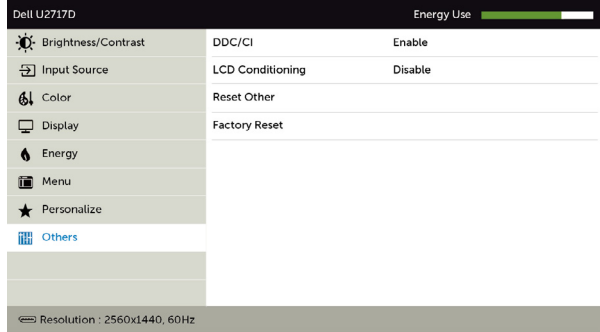 Dell U2717D Energy Use
Brightness/Contrast DDC/CI Enable
Input Source LCD Conditioning Disable
Color Reset Other
Display Factory Reset
Energy
Menu
Personalize
Others
Resolution : 2560x1440, 60Hz